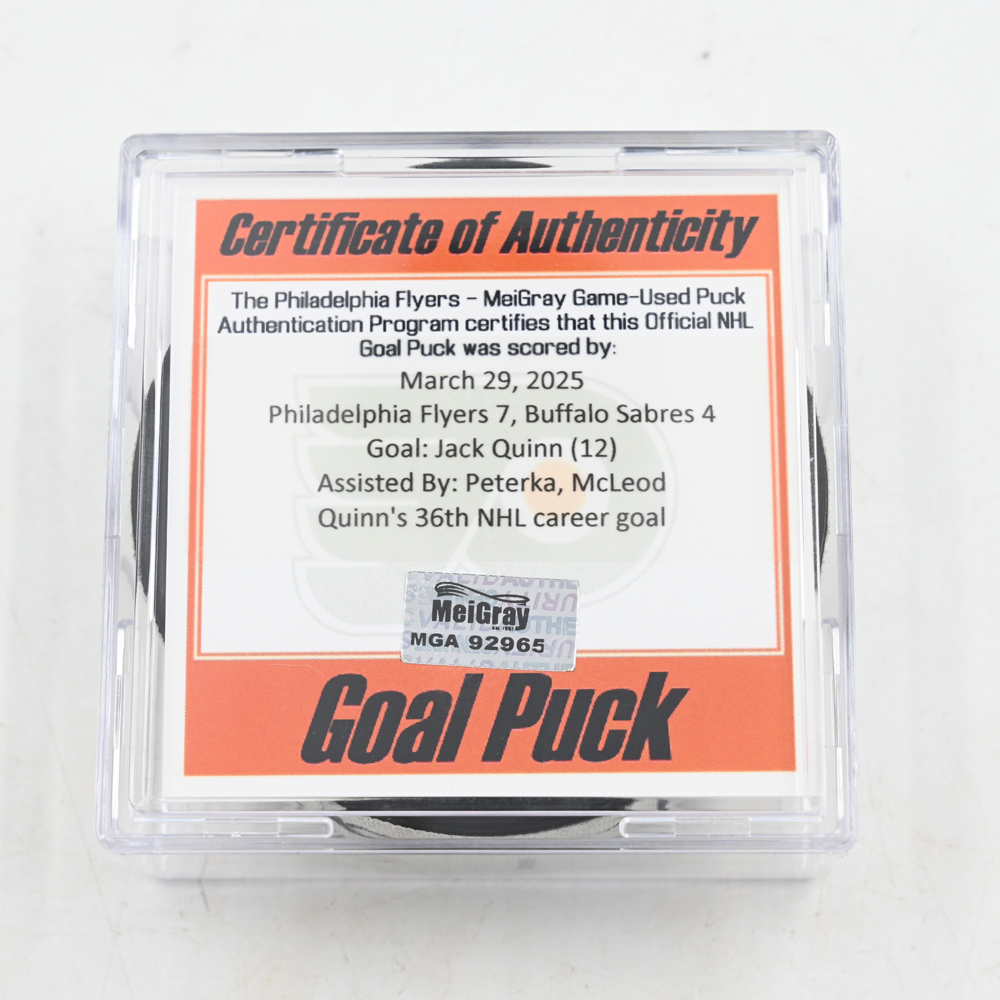 Certificate of Authenticity
The Philadelphia Flyers - MeiGray Game-Used Puck
Authentication Program certifies that this Official NHL
Goal Puck was scored by:
March 29, 2025
Philadelphia Flyers 7, Buffalo Sabres 4
Goal: Jack Quinn (12)
Assisted By: Peterka, McLeod
Quinn's 36th NHL career goal
MeiGray
MGA 92965
Goal Puck